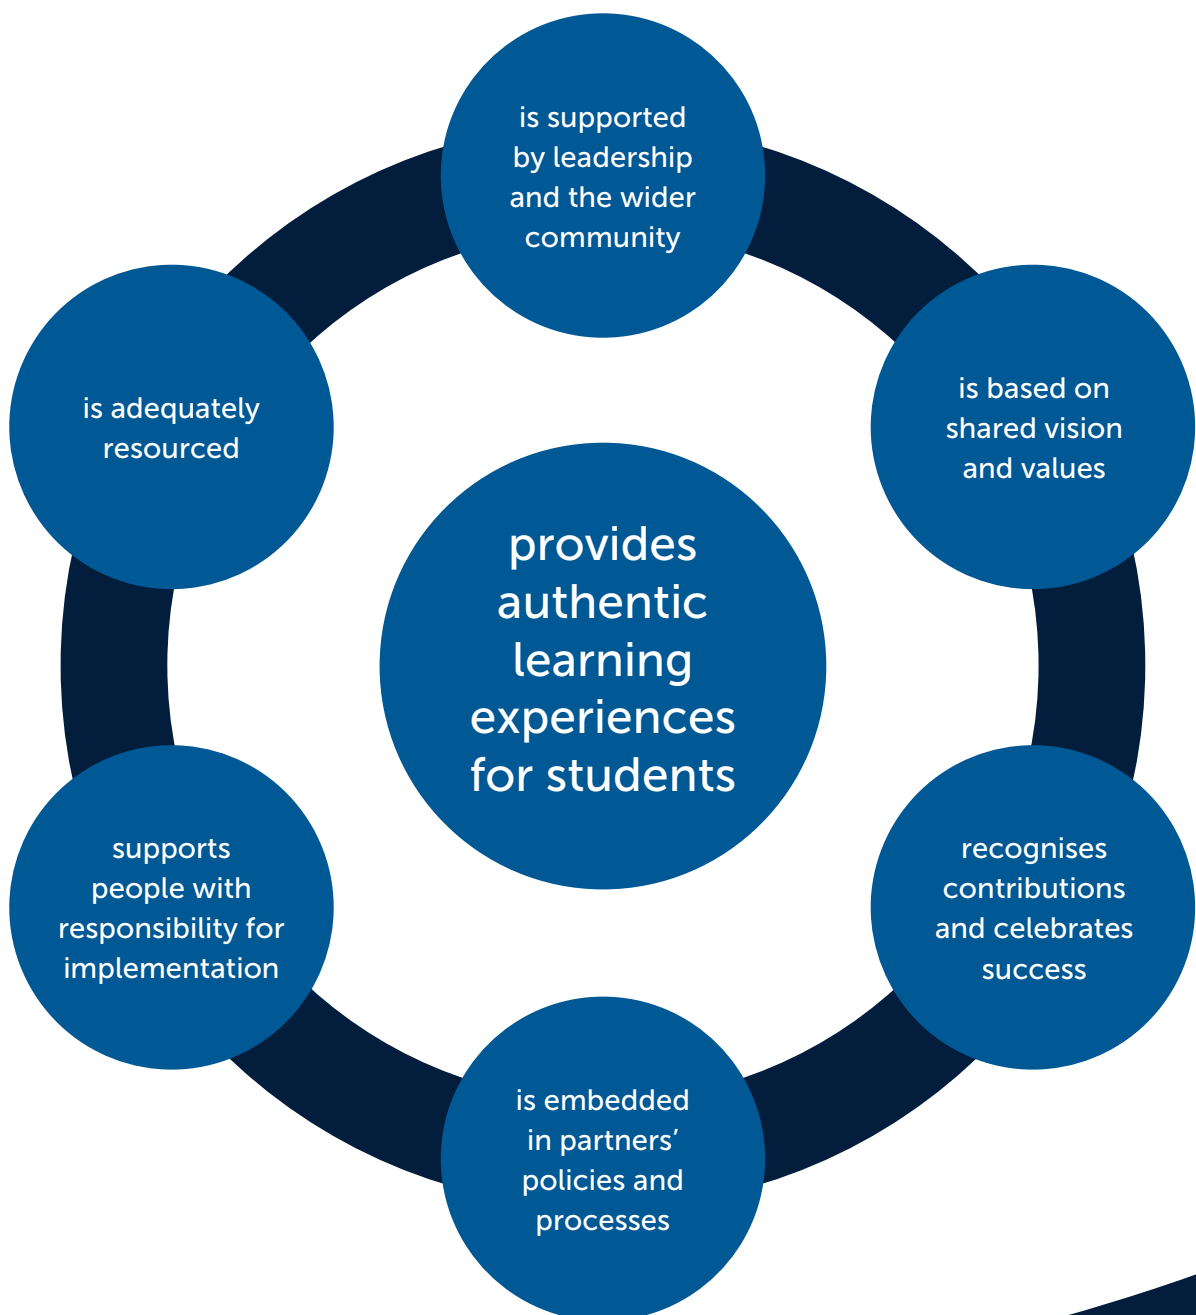 is supported
by leadership
and the wider
community
is based on
shared vision
and values
recognises
contributions
and celebrates
success
is embedded
in partners’
policies and
processes
supports
people with
responsibility for
implementation
is adequately
resourced
provides
authentic
learning
experiences
for students